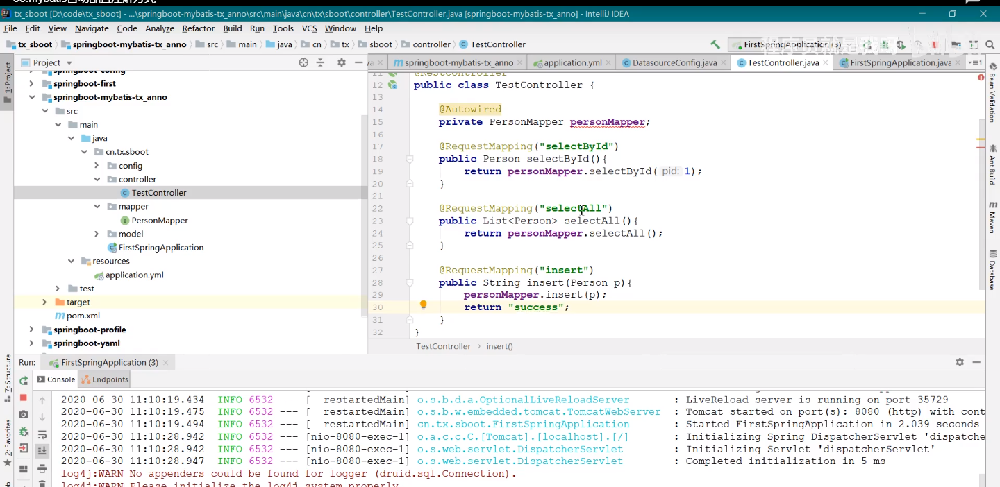 tx_sboot [D:\code\tx_sboot] - ...\springboot-mybatis-tx_anno\src\main\java\cn\tx\sboot\controller\TestController.java [springboot-mybatis-tx_anno] - IntelliJ IDEA
File Edit View Navigate Code Analyze Refactor Build Run Tools VCS Window Help
tx_sboot springboot-mybatis-tx_anno src main java cn tx sboot controller TestController FirstSpringApplication (3)
Project
springboot-mybatis-tx_anno application.yml DatasourceConfig.java TestController.java FirstSpringApplication.java
springboot-config
springboot-first
springboot-mybatis-tx_anno
src
main
java
cn.tx.sboot
config
controller
TestController
mapper
PersonMapper
model
FirstSpringApplication
resources
application.yml
test
target
pom.xml
springboot-profile
springboot-yaml
11 @RestController
12 public class TestController {
13
14 @Autowired
15 private PersonMapper personMapper;
16
17 @RequestMapping("selectById")
18 public Person selectById(){
19 return personMapper.selectById( pid: 1);
20 }
21
22 @RequestMapping("selectAll")
23 public List<Person> selectAll(){
24 return personMapper.selectAll();
25 }
26
27 @RequestMapping("insert")
28 public String insert(Person p){
29 personMapper.insert(p);
30 return "success";
31 }
32 }
TestController › insert()
1: Project
Z: Structure
2: Favorites
Bean Validation
Ant Build
Maven
Database
Run: FirstSpringApplication (3)
Console Endpoints
2020-06-30 11:10:19.434 INFO 6532 --- [ restartedMain] o.s.b.d.a.OptionalLiveReloadServer : LiveReload server is running on port 35729
2020-06-30 11:10:19.475 INFO 6532 --- [ restartedMain] o.s.b.w.embedded.tomcat.TomcatWebServer : Tomcat started on port(s): 8080 (http) with cont
2020-06-30 11:10:19.494 INFO 6532 --- [ restartedMain] cn.tx.sboot.FirstSpringApplication : Started FirstSpringApplication in 2.039 seconds
2020-06-30 11:10:28.942 INFO 6532 --- [nio-8080-exec-1] o.a.c.c.C.[Tomcat].[localhost].[/] : Initializing Spring DispatcherServlet 'dispatche
2020-06-30 11:10:28.942 INFO 6532 --- [nio-8080-exec-1] o.s.web.servlet.DispatcherServlet : Initializing Servlet 'dispatcherServlet'
2020-06-30 11:10:28.947 INFO 6532 --- [nio-8080-exec-1] o.s.web.servlet.DispatcherServlet : Completed initialization in 5 ms
log4j:WARN No appenders could be found for logger (druid.sql.Connection).
log4j:WARN Please initialize the log4j system properly